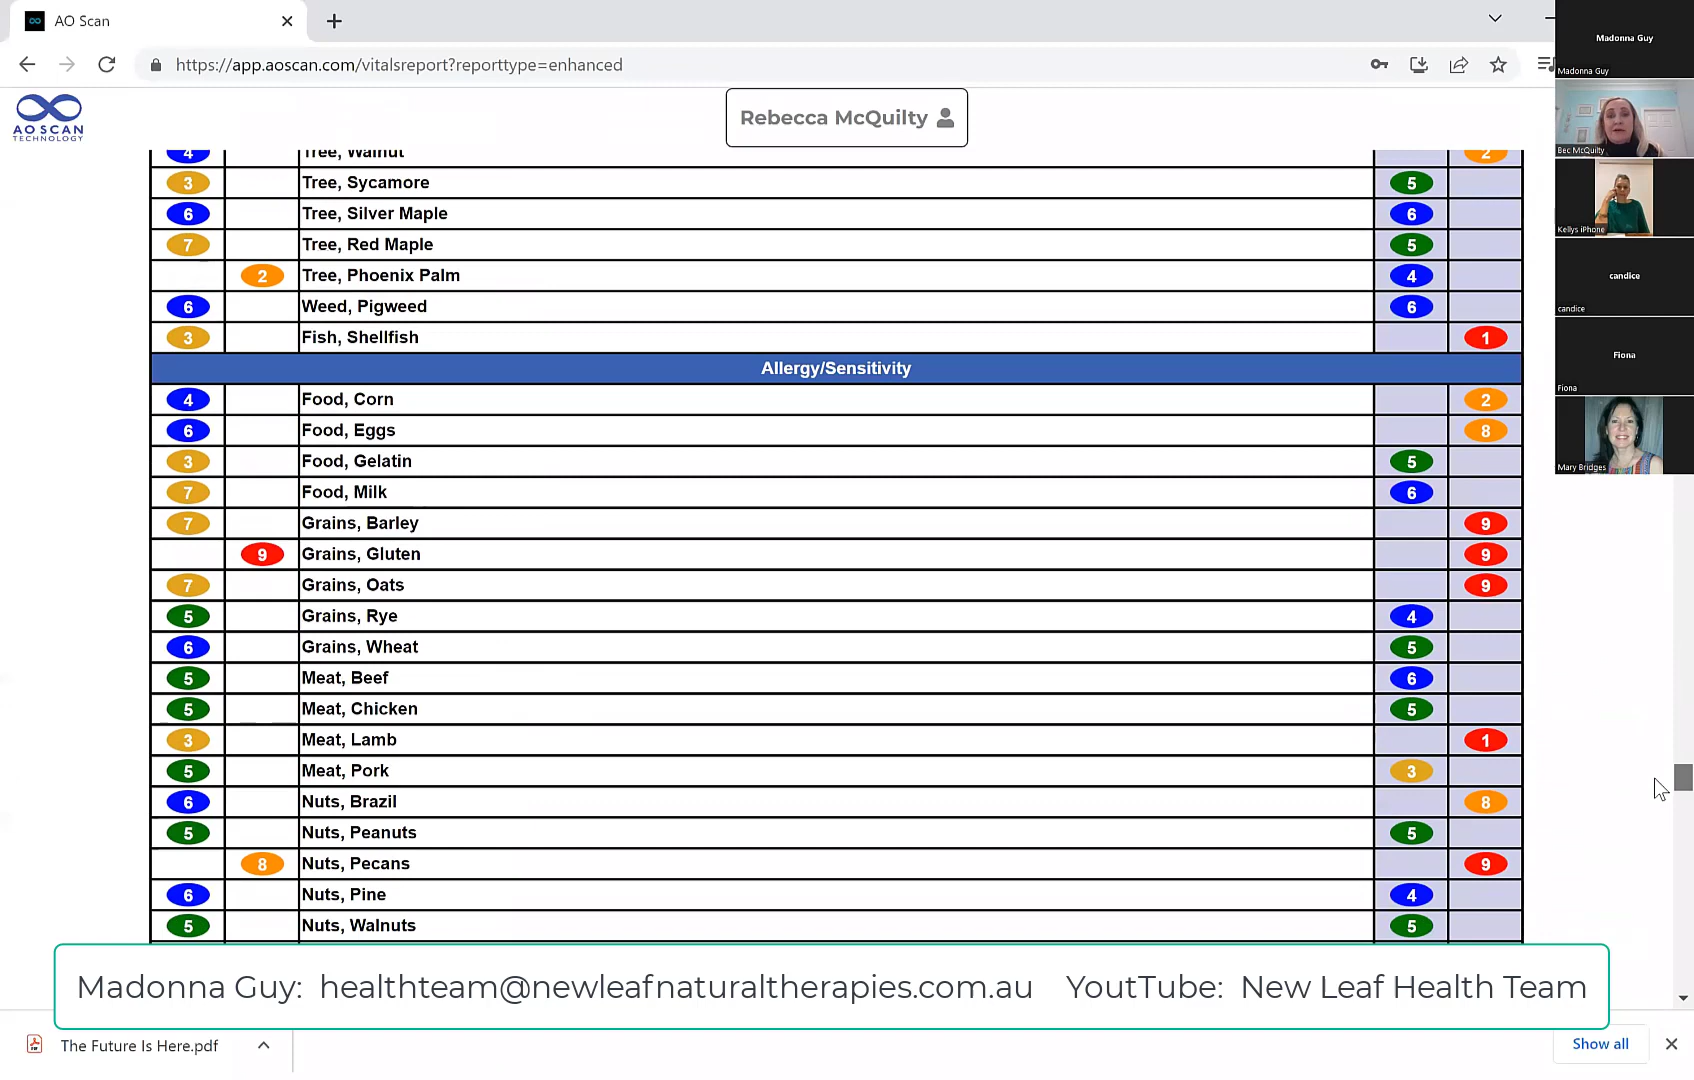 AO Scan
https://app.aoscan.com/vitalsreport?reporttype=enhanced
AO SCAN
TECHNOLOGY
Rebecca McQuilty
Madonna Guy
Madonna Guy
Bec McQuilty
Kellys iPhone
candice
candice
Fiona
Fiona
Mary Bridges
4 Tree, Walnut 2
3 Tree, Sycamore 5
6 Tree, Silver Maple 6
7 Tree, Red Maple 5
2 Tree, Phoenix Palm 4
6 Weed, Pigweed 6
3 Fish, Shellfish 1
Allergy/Sensitivity
4 Food, Corn 2
6 Food, Eggs 8
3 Food, Gelatin 5
7 Food, Milk 6
7 Grains, Barley 9
9 Grains, Gluten 9
7 Grains, Oats 9
5 Grains, Rye 4
6 Grains, Wheat 5
5 Meat, Beef 6
5 Meat, Chicken 5
3 Meat, Lamb 1
5 Meat, Pork 3
6 Nuts, Brazil 8
5 Nuts, Peanuts 5
8 Nuts, Pecans 9
6 Nuts, Pine 4
5 Nuts, Walnuts 5
Madonna Guy: healthteam@newleafnaturaltherapies.com.au YoutTube: New Leaf Health Team
The Future Is Here.pdf
Show all